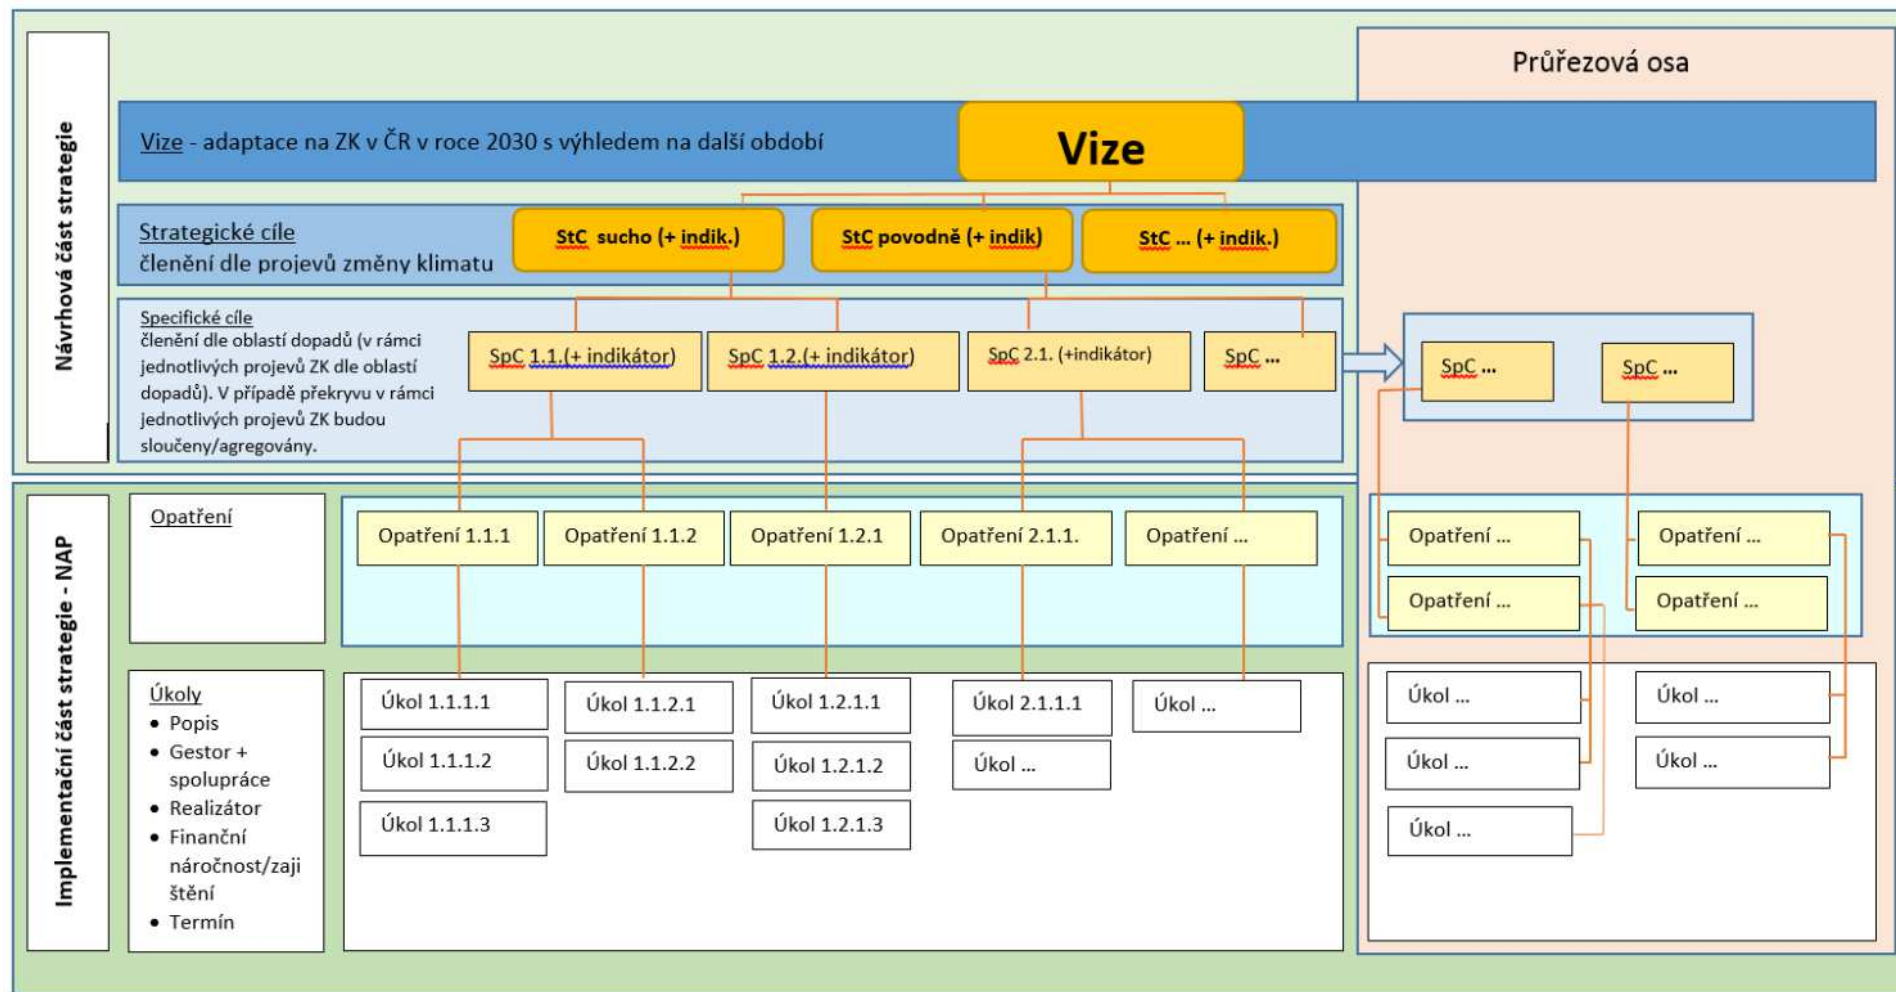 Průřezová osa
Návrhová část strategie
Vize - adaptace na ZK v ČR v roce 2030 s výhledem na další období
Vize
Strategické cíle
členění dle projevů změny klimatu
StC sucho (+ indik.)
StC povodně (+ indik)
StC ... (+ indik.)
Specifické cíle
členění dle oblastí dopadů (v rámci
jednotlivých projevů ZK dle oblastí
dopadů). V případě překryvu v rámci
jednotlivých projevů ZK budou
sloučeny/agregovány.
SpC 1.1.(+ indikátor)
SpC 1.2.(+ indikátor)
SpC 2.1. (+indikátor)
SpC ...
SpC ...
SpC ...
Implementační část strategie - NAP
Opatření
Opatření 1.1.1
Opatření 1.1.2
Opatření 1.2.1
Opatření 2.1.1.
Opatření ...
Opatření ...
Opatření ...
Opatření ...
Opatření ...
Úkoly
• Popis
• Gestor +
spolupráce
• Realizátor
• Finanční
náročnost/zaji
štění
• Termín
Úkol 1.1.1.1
Úkol 1.1.2.1
Úkol 1.2.1.1
Úkol 2.1.1.1
Úkol ...
Úkol 1.1.1.2
Úkol 1.1.2.2
Úkol 1.2.1.2
Úkol ...
Úkol 1.1.1.3
Úkol 1.2.1.3
Úkol ...
Úkol ...
Úkol ...
Úkol ...
Úkol ...